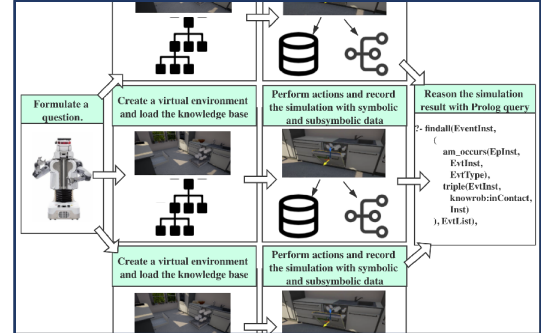 Formulate a
question.
Create a virtual environment
and load the knowledge base
Perform actions and record
the simulation with symbolic
and subsymbolic data
Reason the simulation
result with Prolog query
?- findall(EventInst,
(
am_occurs(EpInst,
EvtInst,
EvtType),
triple(EvtInst,
knowrob:inContact,
Inst)
), EvtList),
Create a virtual environment
and load the knowledge base
Perform actions and record
the simulation with symbolic
and subsymbolic data